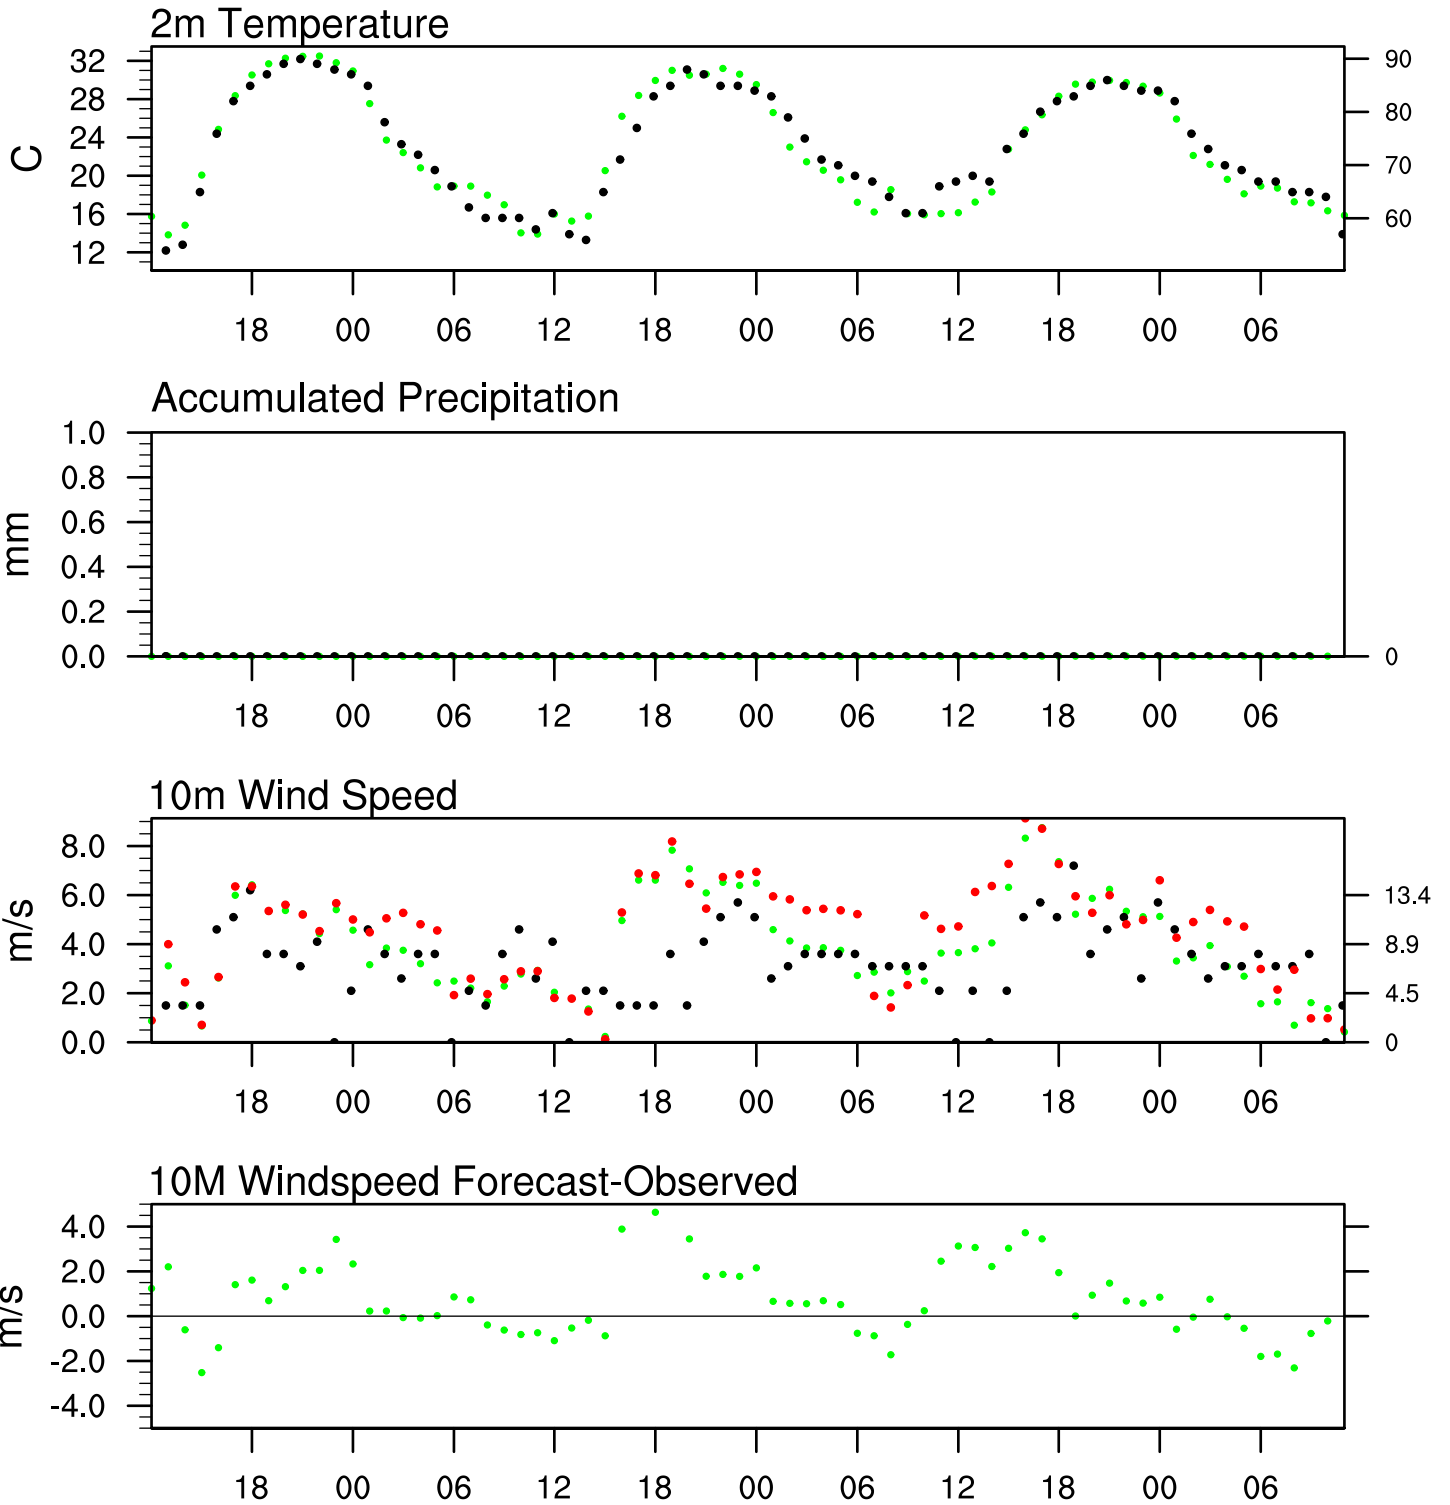 2m Temperature
32
28
24
20
16
12
C
90
80
70
60
18 00 06 12 18 00 06 12 18 00 06
Accumulated Precipitation
1.0
0.8
0.6
0.4
0.2
0.0
mm
0
18 00 06 12 18 00 06 12 18 00 06
10m Wind Speed
8.0
6.0
4.0
2.0
0.0
m/s
13.4
8.9
4.5
0
18 00 06 12 18 00 06 12 18 00 06
10M Windspeed Forecast-Observed
4.0
2.0
0.0
-2.0
-4.0
m/s
18 00 06 12 18 00 06 12 18 00 06